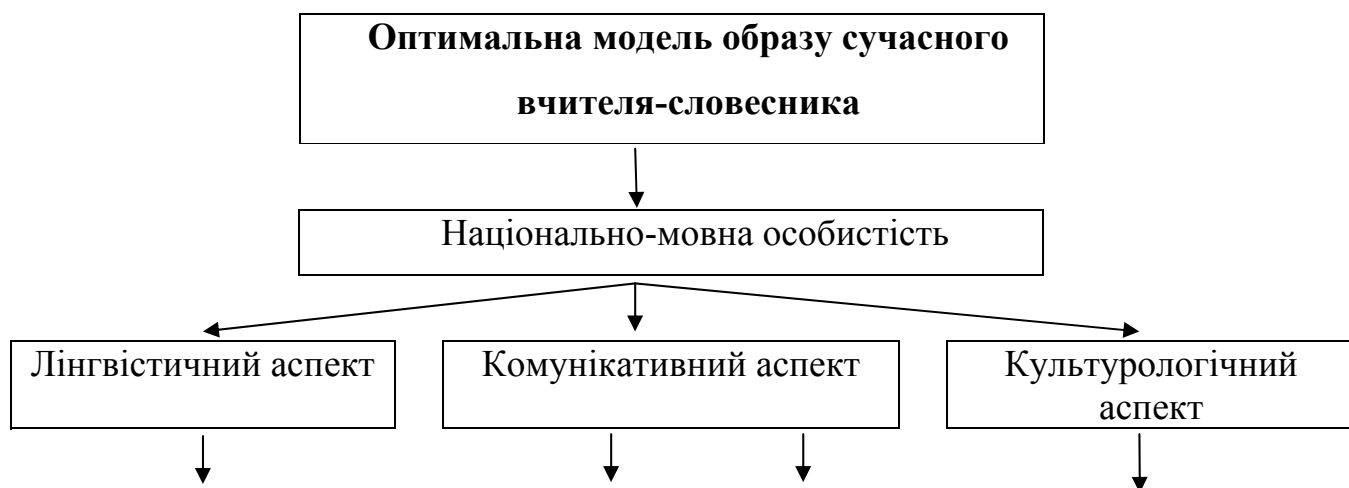 Оптимальна модель образу сучасного
вчителя-словесника
Національно-мовна особистість
Лінгвістичний аспект
Комунікативний аспект
Культурологічний
аспект